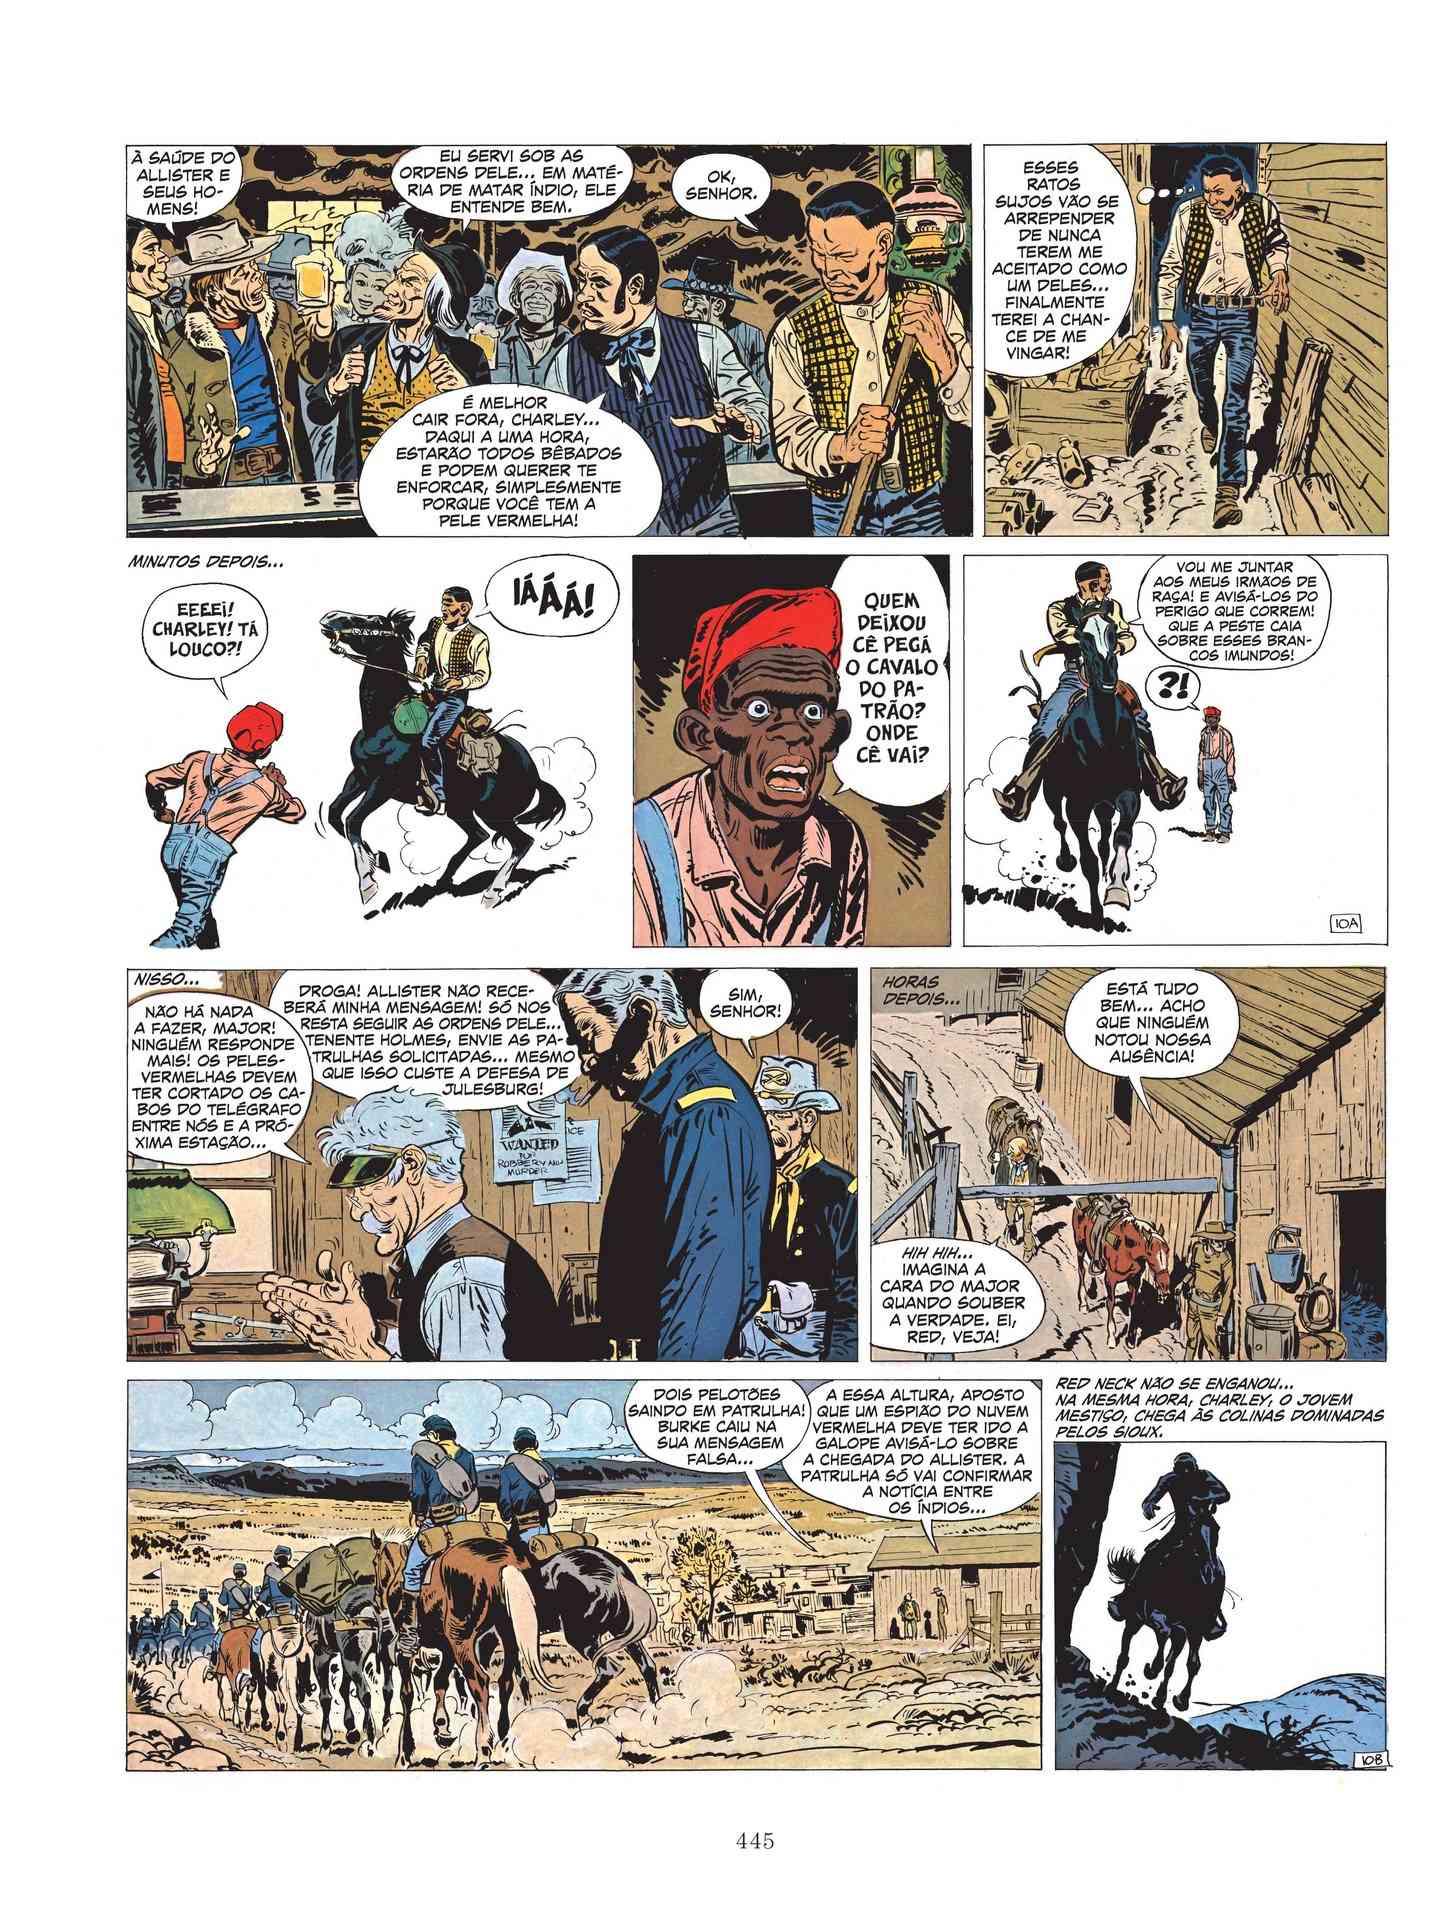 À SAÚDE DO
ALLISTER E
SEUS HO-
MENS!
EU SERVI SOB AS
ORDENS DELE... EM MATÉ-
RIA DE MATAR ÍNDIO, ELE
ENTENDE BEM.
OK,
SENHOR.
É MELHOR
CAIR FORA, CHARLEY...
DAQUI A UMA HORA,
ESTARÃO TODOS BÊBADOS
E PODEM QUERER TE
ENFORCAR, SIMPLESMENTE
PORQUE VOCÊ TEM A
PELE VERMELHA!
ESSES
RATOS
SUJOS VÃO SE
ARREPENDER
DE NUNCA
TEREM ME
ACEITADO COMO
UM DELES...
FINALMENTE
TEREI A CHAN-
CE DE ME
VINGAR!
MINUTOS DEPOIS...
EEEEI!
CHARLEY! TÁ
LOUCO?!
IÁÁÁ!
QUEM
DEIXOU
CÊ PEGÁ
O CAVALO
DO PA-
TRÃO?
ONDE
CÊ VAI?
VOU ME JUNTAR
AOS MEUS IRMÃOS DE
RAÇA! E AVISÁ-LOS DO
PERIGO QUE CORREM!
QUE A PESTE CAIA
SOBRE ESSES BRAN-
COS IMUNDOS!
?!
10A
NISSO...
NÃO HÁ NADA
A FAZER, MAJOR!
NINGUÉM RESPONDE
MAIS! OS PELES-
VERMELHAS DEVEM
TER CORTADO OS CA-
BOS DO TELÉGRAFO
ENTRE NÓS E A PRÓ-
XIMA ESTAÇÃO...
DROGA! ALLISTER NÃO RECE-
BERÁ MINHA MENSAGEM! SÓ NOS
RESTA SEGUIR AS ORDENS DELE...
TENENTE HOLMES, ENVIE AS PA-
TRULHAS SOLICITADAS... MESMO
QUE ISSO CUSTE A DEFESA DE
JULESBURG!
SIM,
SENHOR!
WANTED
FOR
ROBBERY AND
MURDER
ICE
HORAS
DEPOIS...
ESTÁ TUDO
BEM... ACHO
QUE NINGUÉM
NOTOU NOSSA
AUSÊNCIA!
HIH HIH...
IMAGINA A
CARA DO MAJOR
QUANDO SOUBER
A VERDADE. EI,
RED, VEJA!
DOIS PELOTÕES
SAINDO EM PATRULHA!
BURKE CAIU NA
SUA MENSAGEM
FALSA...
A ESSA ALTURA, APOSTO
QUE UM ESPIÃO DO NUVEM
VERMELHA DEVE TER IDO A
GALOPE AVISÁ-LO SOBRE
A CHEGADA DO ALLISTER. A
PATRULHA SÓ VAI CONFIRMAR
A NOTÍCIA ENTRE
OS ÍNDIOS...
RED NECK NÃO SE ENGANOU...
NA MESMA HORA, CHARLEY, O JOVEM
MESTIÇO, CHEGA ÀS COLINAS DOMINADAS
PELOS SIOUX.
10B
445